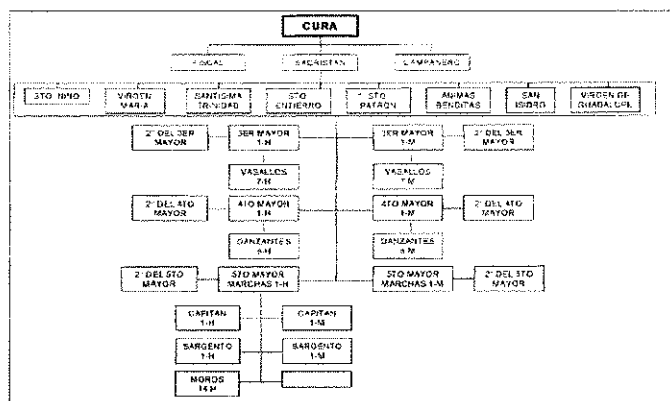 CURA
FISCAL SACRISTAN CAMPANERO
STO. NIÑO VIRGEN MARIA SANTISIMA TRINIDAD STO ENTIERRO STO PATRON ANIMAS BENDITAS SAN ISIDRO VIRGEN DE GUADALUPE
2° DEL 3ER MAYOR 3ER MAYOR 1-H 3ER MAYOR 1-M 2° DEL 3ER MAYOR
VASALLOS 7-H VASALLOS 7-M
2° DEL 4TO MAYOR 4TO MAYOR 1-H 4TO MAYOR 1-M 2° DEL 4TO MAYOR
DANZANTES DANZANTES
2° DEL 5TO MAYOR 5TO MAYOR MARCHAS 1-H 5TO MAYOR MARCHAS 1-M 2° DEL 5TO MAYOR
CAPITAN 1-H CAPITAN 1-M
SARGENTO 1-H SARGENTO 1-M
MOROS 14-H